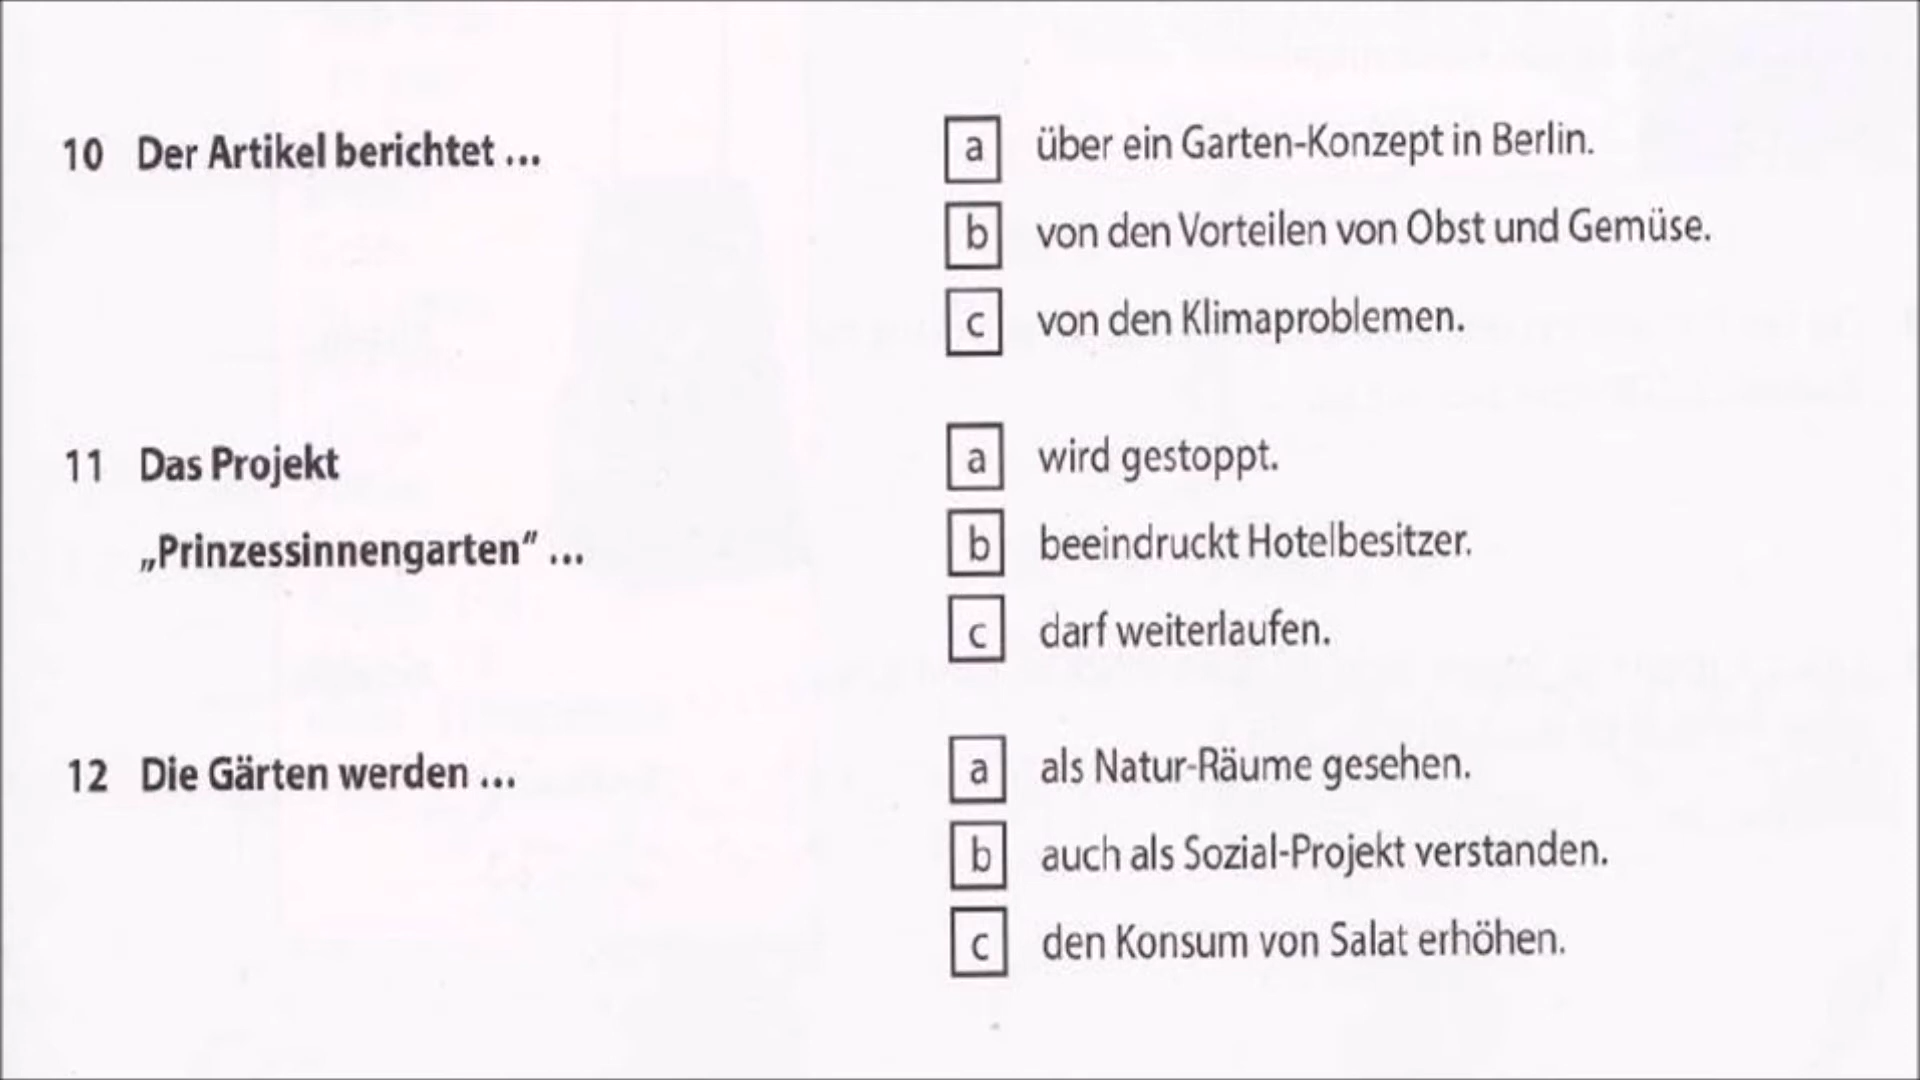 10 Der Artikel berichtet ...
a über ein Garten-Konzept in Berlin.
b von den Vorteilen von Obst und Gemüse.
c von den Klimaproblemen.
11 Das Projekt
„Prinzessinnengarten“ ...
a wird gestoppt.
b beeindruckt Hotelbesitzer.
c darf weiterlaufen.
12 Die Gärten werden ...
a als Natur-Räume gesehen.
b auch als Sozial-Projekt verstanden.
c den Konsum von Salat erhöhen.